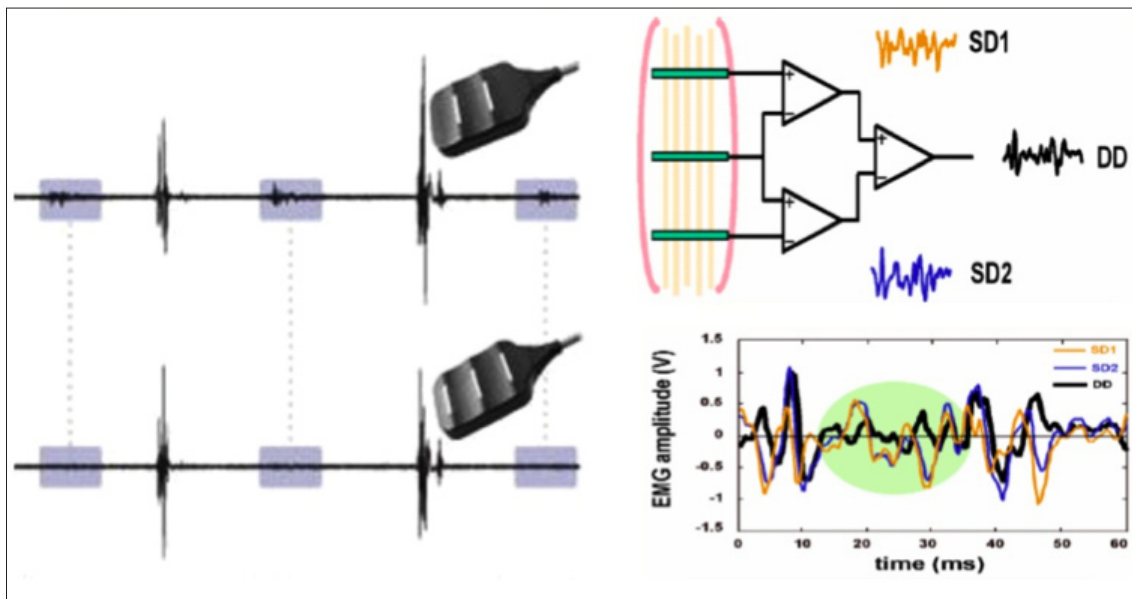 SD1
+
−
+
−
DD
+
−
SD2
EMG amplitude (V)
1.5
1
0.5
0
-0.5
-1
-1.5
SD1
SD2
DD
0 10 20 30 40 50 60
time (ms)